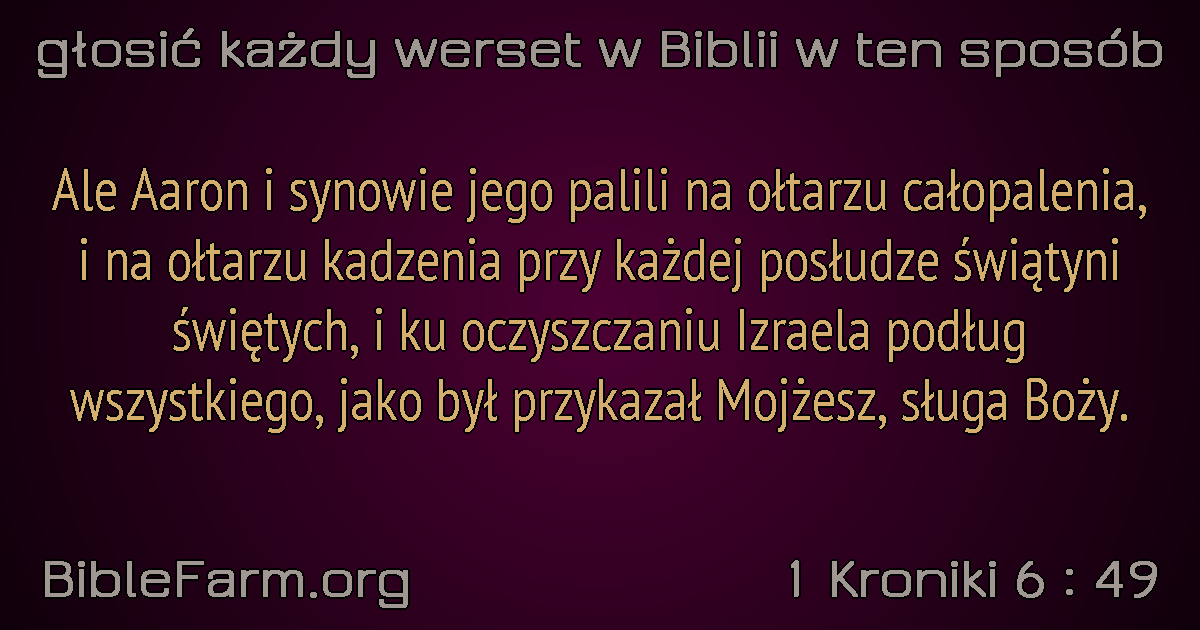 głosić każdy werset w Biblii w ten sposób
Ale Aaron i synowie jego palili na ołtarzu całopalenia,
i na ołtarzu kadzenia przy każdej posłudze świątyni
świętych, i ku oczyszczaniu Izraela podług
wszystkiego, jako był przykazał Mojżesz, sługa Boży.
BibleFarm.org
1 Kroniki 6 : 49